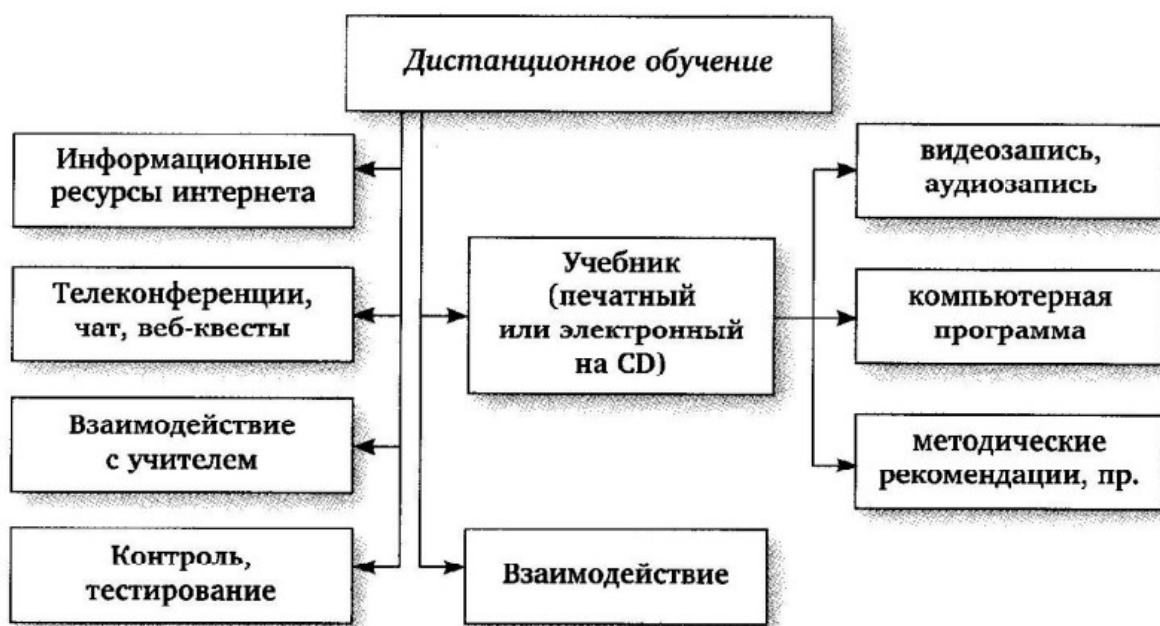 Дистанционное обучение
Информационные
ресурсы интернета
Телеконференции,
чат, веб-квесты
Взаимодействие
с учителем
Контроль,
тестирование
Учебник
(печатный
или электронный
на CD)
Взаимодействие
видеозапись,
аудиозапись
компьютерная
программа
методические
рекомендации, пр.